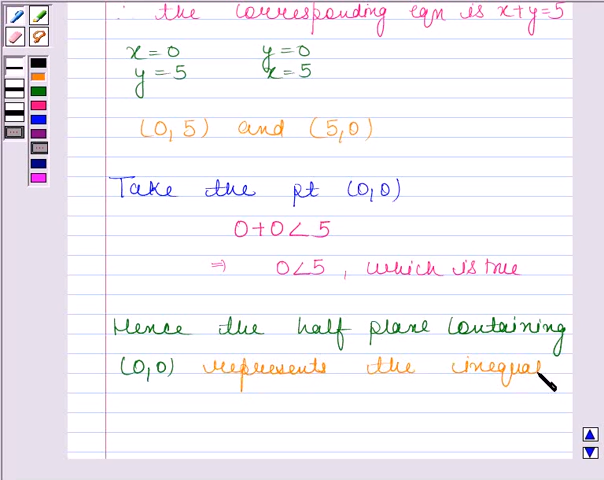 ∴ the corresponding eqn is x+y=5
x=0 y=0
y=5 x=5
(0,5) and (5,0)
Take the pt (0,0)
0+0<5
⇒ 0<5, which is true
Hence the half plane containing
(0,0) represents the inequal